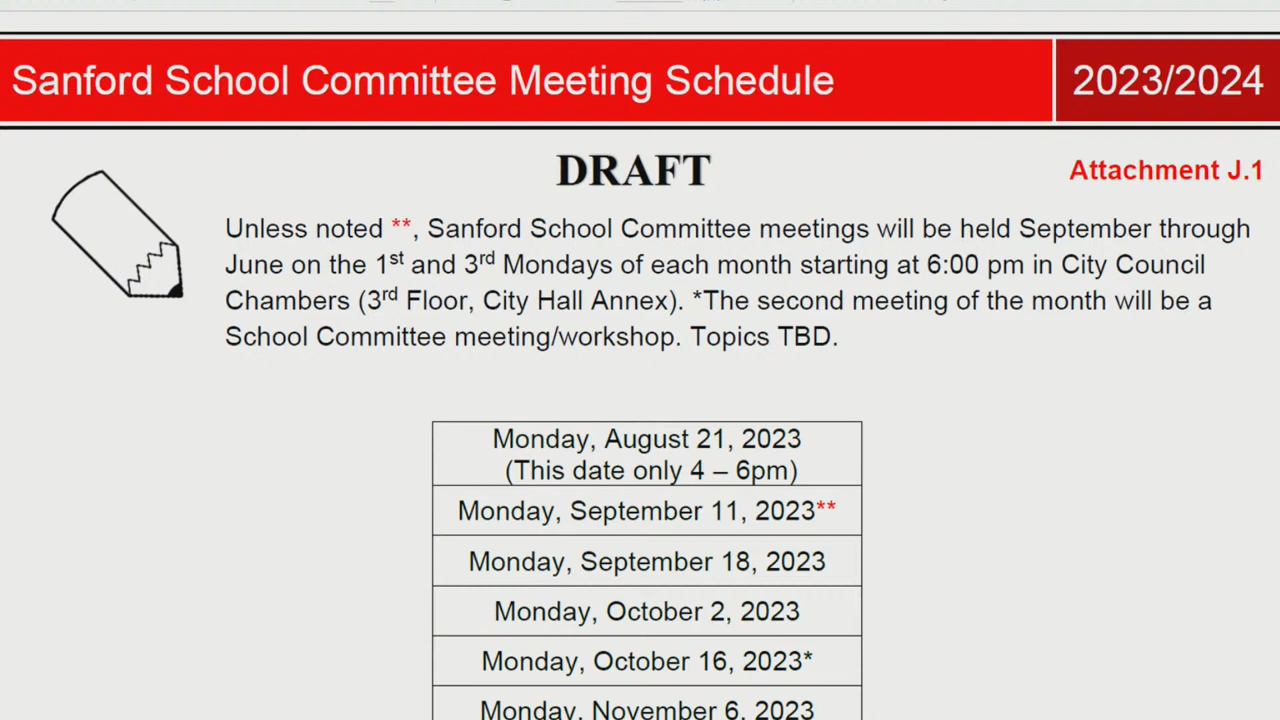 Sanford School Committee Meeting Schedule
2023/2024
DRAFT
Attachment J.1
Unless noted **, Sanford School Committee meetings will be held September through
June on the 1st and 3rd Mondays of each month starting at 6:00 pm in City Council
Chambers (3rd Floor, City Hall Annex). *The second meeting of the month will be a
School Committee meeting/workshop. Topics TBD.
Monday, August 21, 2023
(This date only 4 – 6pm)
Monday, September 11, 2023**
Monday, September 18, 2023
Monday, October 2, 2023
Monday, October 16, 2023*
Monday, November 6, 2023